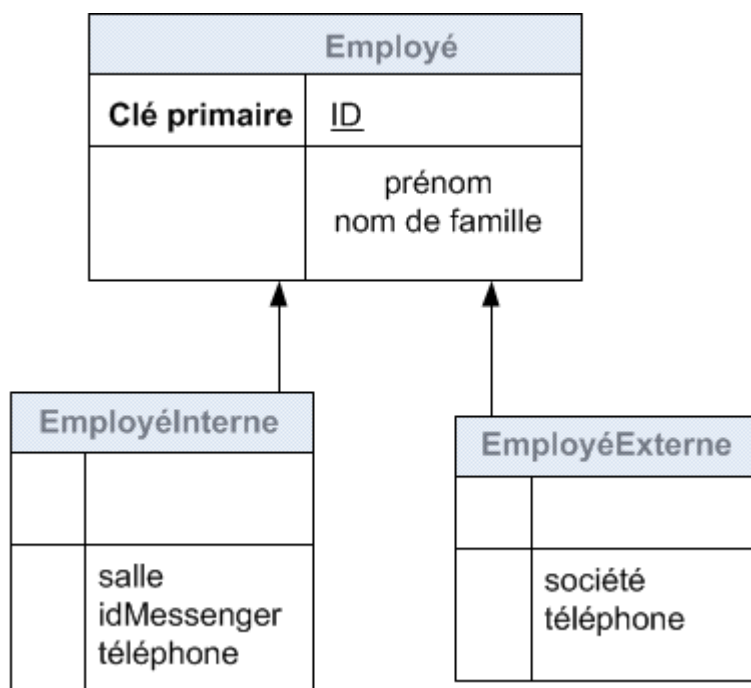 Employé
Clé primaire ID
prénom
nom de famille
EmployéInterne
salle
idMessenger
téléphone
EmployéExterne
société
téléphone